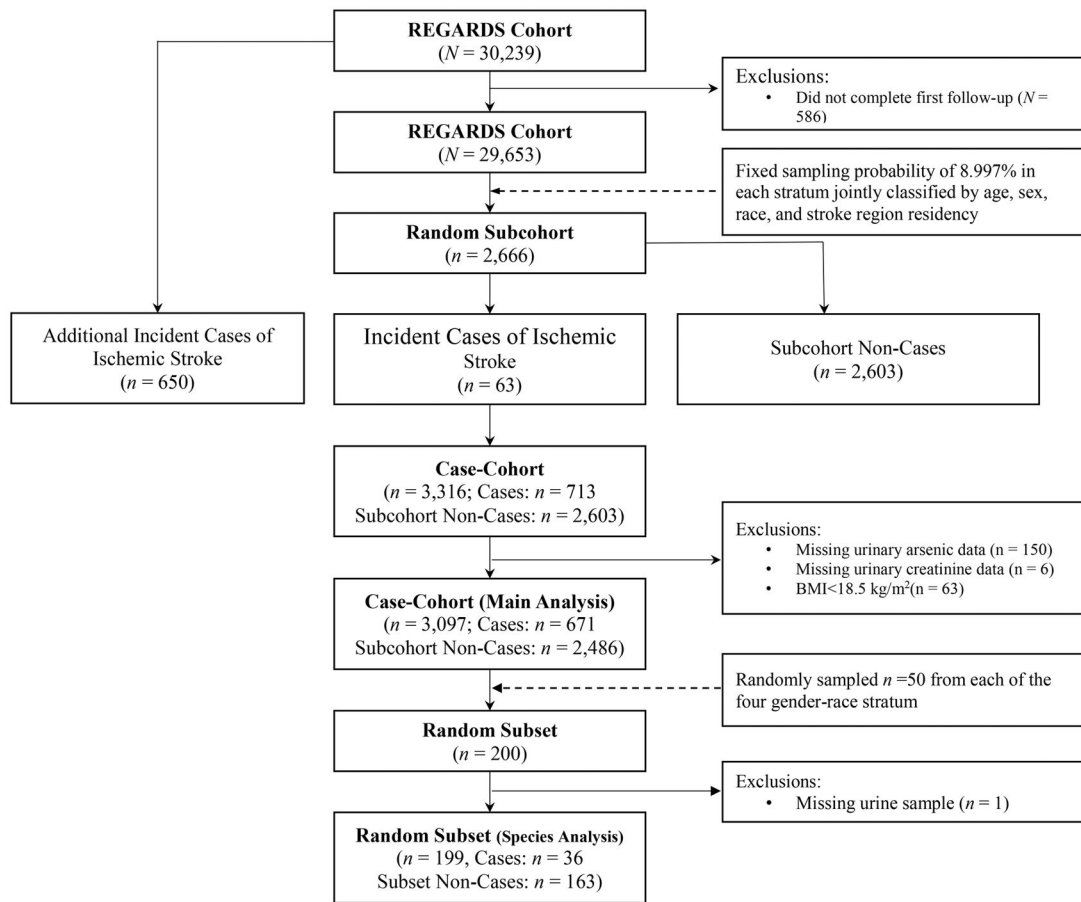 REGARDS Cohort
(N = 30,239)
Exclusions:
• Did not complete first follow-up (N =
586)
REGARDS Cohort
(N = 29,653)
Fixed sampling probability of 8.997% in
each stratum jointly classified by age, sex,
race, and stroke region residency
Random Subcohort
(n = 2,666)
Additional Incident Cases of
Ischemic Stroke
(n = 650)
Incident Cases of Ischemic
Stroke
(n = 63)
Subcohort Non-Cases
(n = 2,603)
Case-Cohort
(n = 3,316; Cases: n = 713
Subcohort Non-Cases: n = 2,603)
Exclusions:
• Missing urinary arsenic data (n = 150)
• Missing urinary creatinine data (n = 6)
• BMI<18.5 kg/m²(n = 63)
Case-Cohort (Main Analysis)
(n = 3,097; Cases: n = 671
Subcohort Non-Cases: n = 2,486)
Randomly sampled n =50 from each of the
four gender-race stratum
Random Subset
(n = 200)
Exclusions:
• Missing urine sample (n = 1)
Random Subset (Species Analysis)
(n = 199, Cases: n = 36
Subset Non-Cases: n = 163)